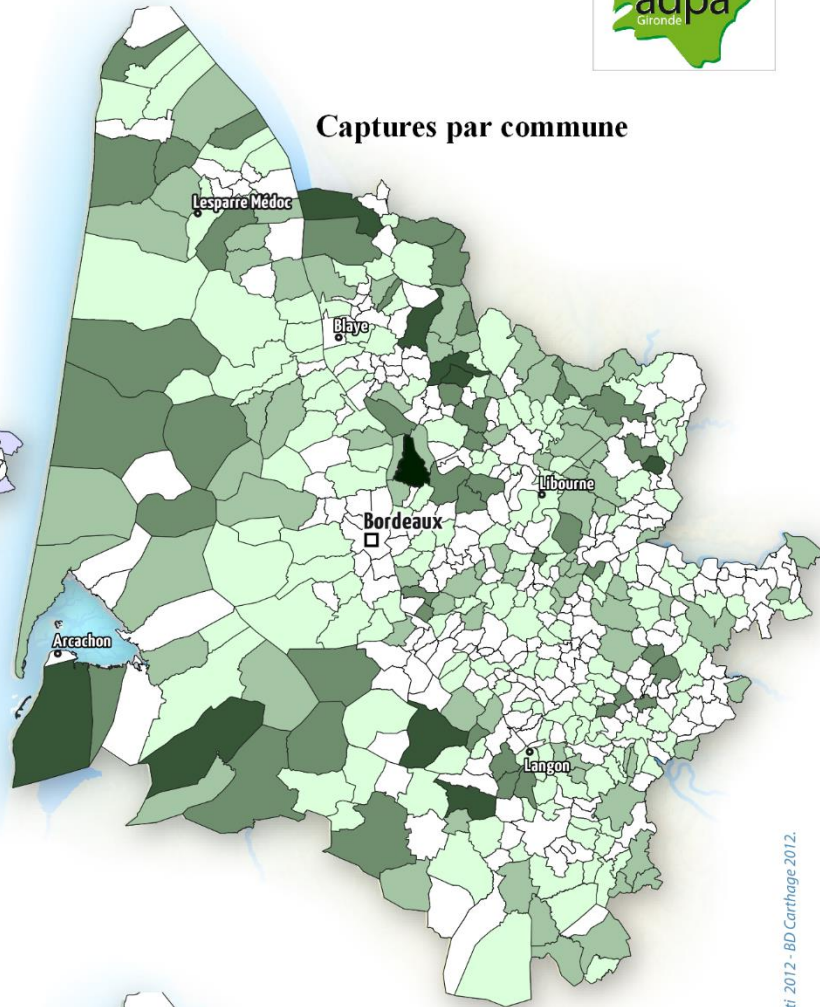 adpa
Gironde
Captures par commune
Lesparre Médoc
Blaye
Libourne
Bordeaux
Arcachon
Langon
2012 - BD Carthage 2012.